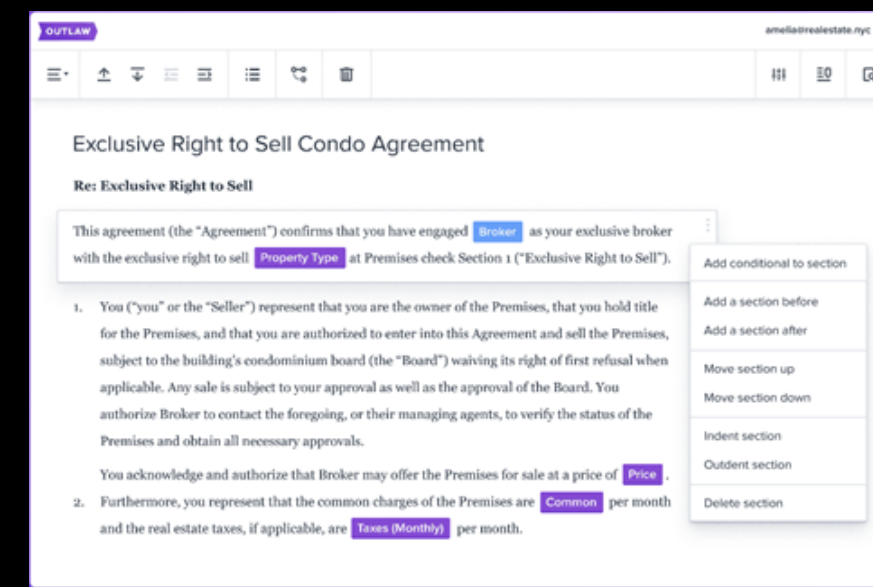 OUTLAW
amelia@realestate.nyc
Exclusive Right to Sell Condo Agreement
Re: Exclusive Right to Sell
This agreement (the “Agreement”) confirms that you have engaged Broker as your exclusive broker
with the exclusive right to sell Property Type at Premises check Section 1 (“Exclusive Right to Sell”).
1. You (“you” or the “Seller”) represent that you are the owner of the Premises, that you hold title
for the Premises, and that you are authorized to enter into this Agreement and sell the Premises,
subject to the building’s condominium board (the “Board”) waiving its right of first refusal when
applicable. Any sale is subject to your approval as well as the approval of the Board. You
authorize Broker to contact the foregoing, or their managing agents, to verify the status of the
Premises and obtain all necessary approvals.
You acknowledge and authorize that Broker may offer the Premises for sale at a price of Price .
2. Furthermore, you represent that the common charges of the Premises are Common per month
and the real estate taxes, if applicable, are Taxes (Monthly) per month.
Add conditional to section
Add a section before
Add a section after
Move section up
Move section down
Indent section
Outdent section
Delete section